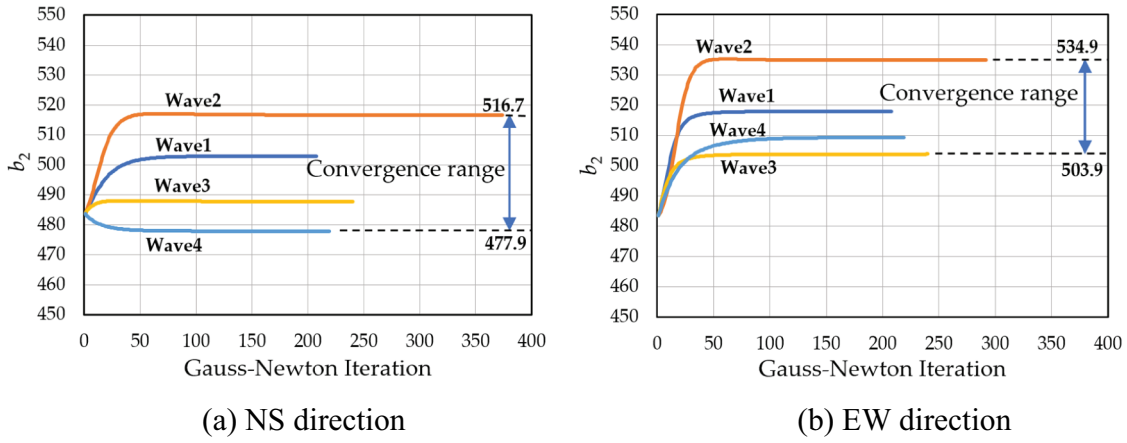 550
540
530
520
510
500
490
480
470
460
450
b2
Wave2
516.7
Wave1
Convergence range
Wave3
Wave4
477.9
0 50 100 150 200 250 300 350 400
Gauss-Newton Iteration
(a) NS direction
550
540
530
520
510
500
490
480
470
460
450
b2
Wave2
534.9
Convergence range
Wave1
Wave4
Wave3
503.9
0 50 100 150 200 250 300 350 400
Gauss-Newton Iteration
(b) EW direction